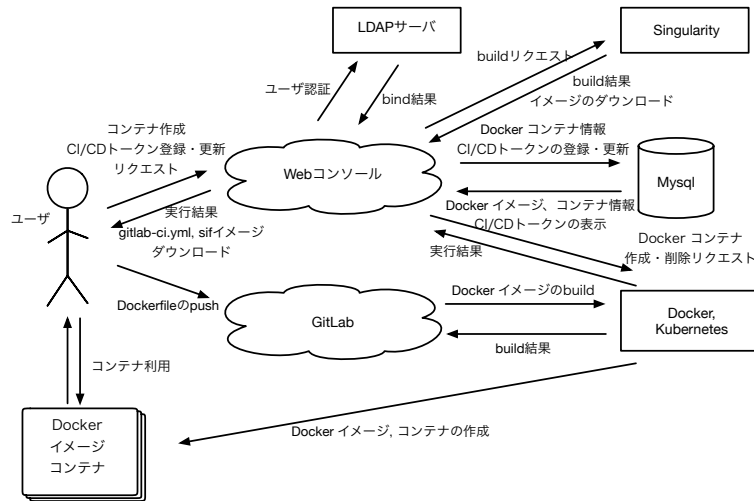 LDAPサーバ
Singularity
buildリクエスト
build結果
イメージのダウンロード
ユーザ認証
bind結果
コンテナ作成
CI/CDトークン登録・更新
リクエスト
Webコンソール
Docker コンテナ情報
CI/CDトークンの登録・更新
Mysql
ユーザ
実行結果
gitlab-ci.yml, sifイメージ
ダウンロード
Docker イメージ、コンテナ情報
CI/CDトークンの表示
実行結果
Docker コンテナ
作成・削除リクエスト
Dockerfileのpush
GitLab
Docker イメージのbuild
build結果
Docker,
Kubernetes
コンテナ利用
Docker
イメージ
コンテナ
Docker イメージ, コンテナの作成